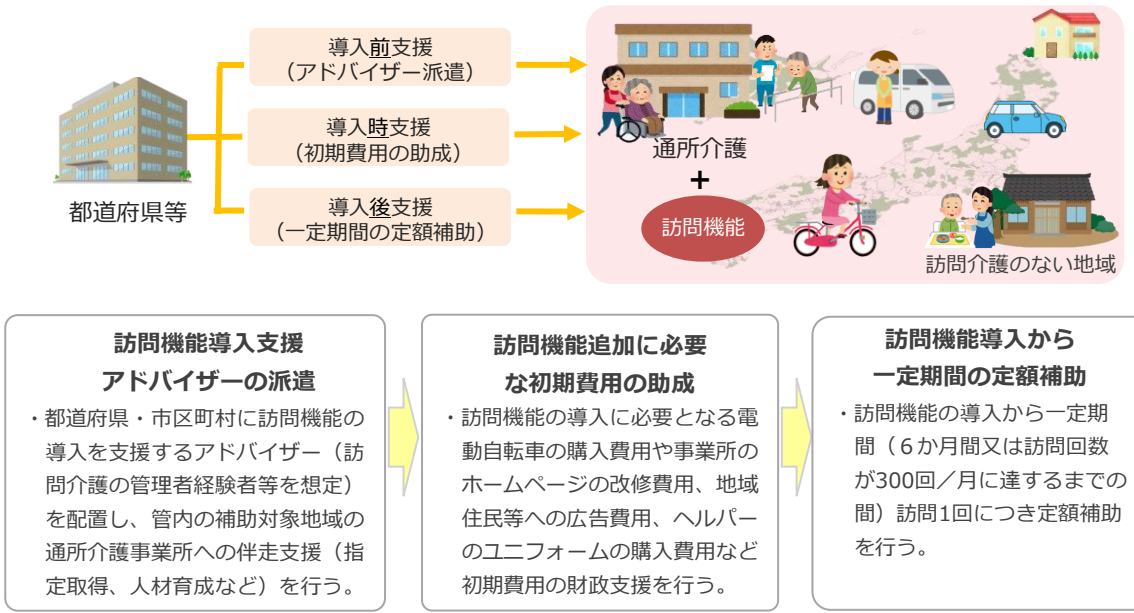 都道府県等
導入前支援
（アドバイザー派遣）
導入時支援
（初期費用の助成）
導入後支援
（一定期間の定額補助）
通所介護
+
訪問機能
訪問介護のない地域
訪問機能導入支援
アドバイザーの派遣
・都道府県・市区町村に訪問機能の
導入を支援するアドバイザー（訪
問介護の管理者経験者等を想定）
を配置し、管内の補助対象地域の
通所介護事業所への伴走支援（指
定取得、人材育成など）を行う。
訪問機能追加に必要
な初期費用の助成
・訪問機能の導入に必要となる電
動自転車の購入費用や事業所の
ホームページの改修費用、地域
住民等への広告費用、ヘルパー
のユニフォームの購入費用など
初期費用の財政支援を行う。
訪問機能導入から
一定期間の定額補助
・訪問機能の導入から一定期
間（６か月間又は訪問回数
が300回／月に達するまでの
間）訪問1回につき定額補助
を行う。